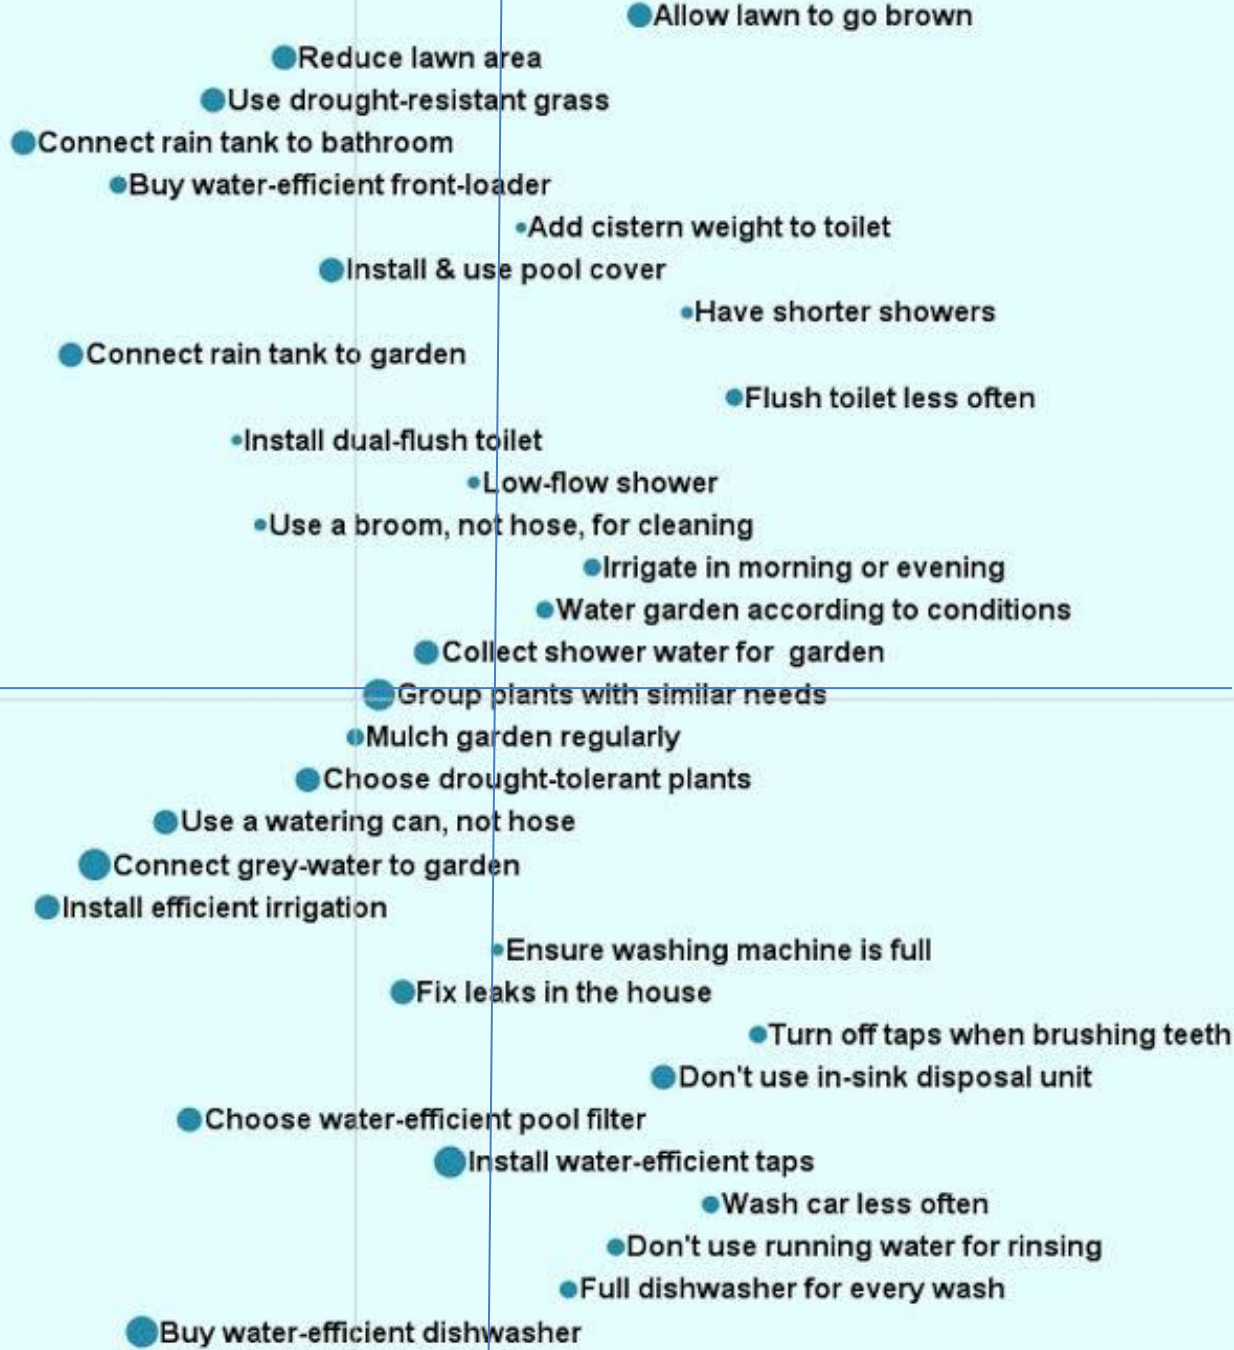 Allow lawn to go brown
Reduce lawn area
Use drought-resistant grass
Connect rain tank to bathroom
Buy water-efficient front-loader
Add cistern weight to toilet
Install & use pool cover
Have shorter showers
Connect rain tank to garden
Flush toilet less often
Install dual-flush toilet
Low-flow shower
Use a broom, not hose, for cleaning
Irrigate in morning or evening
Water garden according to conditions
Collect shower water for garden
Group plants with similar needs
Mulch garden regularly
Choose drought-tolerant plants
Use a watering can, not hose
Connect grey-water to garden
Install efficient irrigation
Ensure washing machine is full
Fix leaks in the house
Turn off taps when brushing teeth
Don't use in-sink disposal unit
Choose water-efficient pool filter
Install water-efficient taps
Wash car less often
Don't use running water for rinsing
Full dishwasher for every wash
Buy water-efficient dishwasher